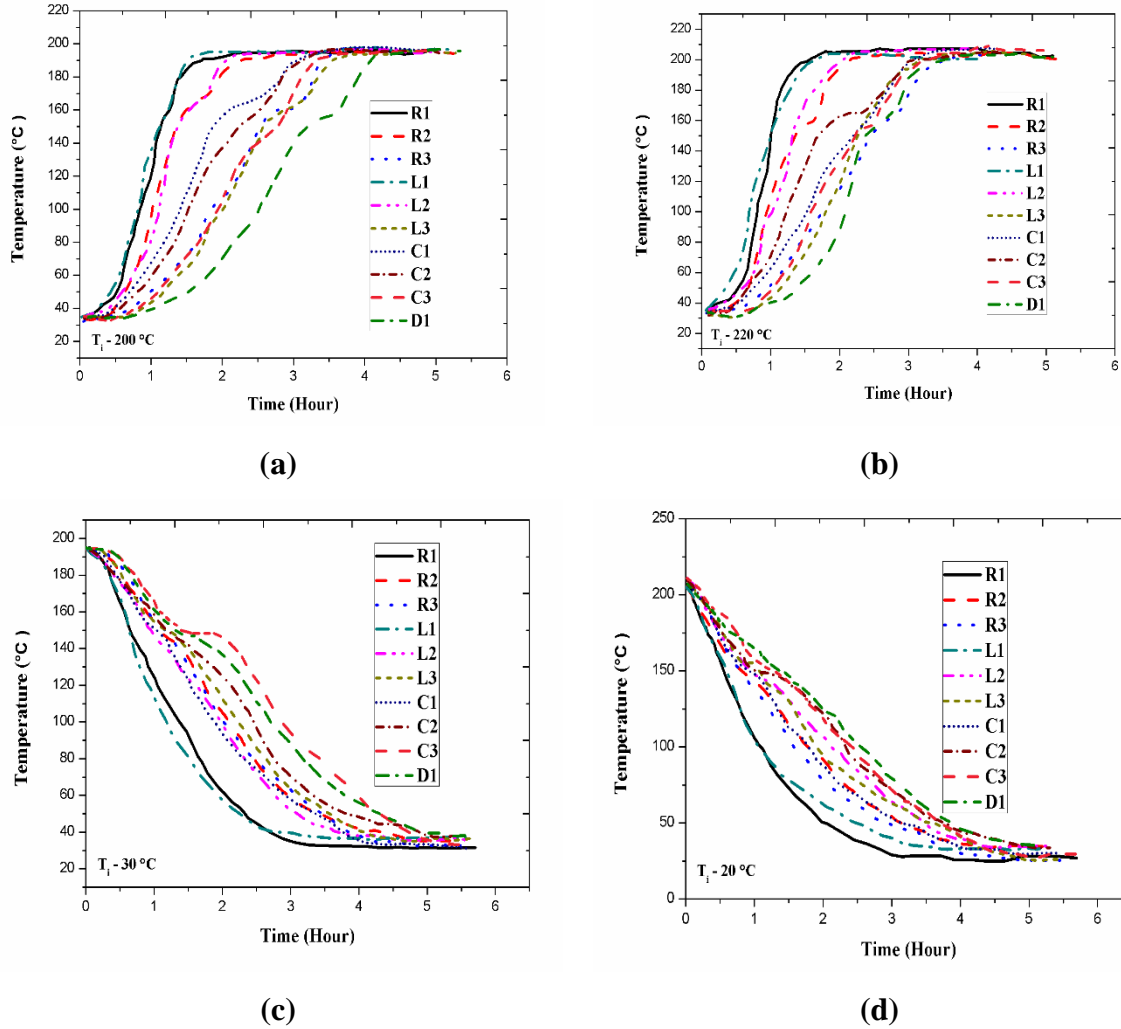 200
180
160
140
120
100
80
60
40
20
Temperature (°C)
R1
R2
R3
L1
L2
L3
C1
C2
C3
D1
T_i - 200 °C
0 1 2 3 4 5 6
Time (Hour)
(a)
220
200
180
160
140
120
100
80
60
40
20
Temperature (°C)
R1
R2
R3
L1
L2
L3
C1
C2
C3
D1
T_i - 220 °C
0 1 2 3 4 5 6
Time (Hour)
(b)
200
180
160
140
120
100
80
60
40
20
Temperature (°C)
R1
R2
R3
L1
L2
L3
C1
C2
C3
D1
T_i - 30 °C
0 1 2 3 4 5 6
Time (Hour)
(c)
250
200
150
100
50
0
Temperature (°C)
R1
R2
R3
L1
L2
L3
C1
C2
C3
D1
T_i - 20 °C
0 1 2 3 4 5 6
Time (Hour)
(d)